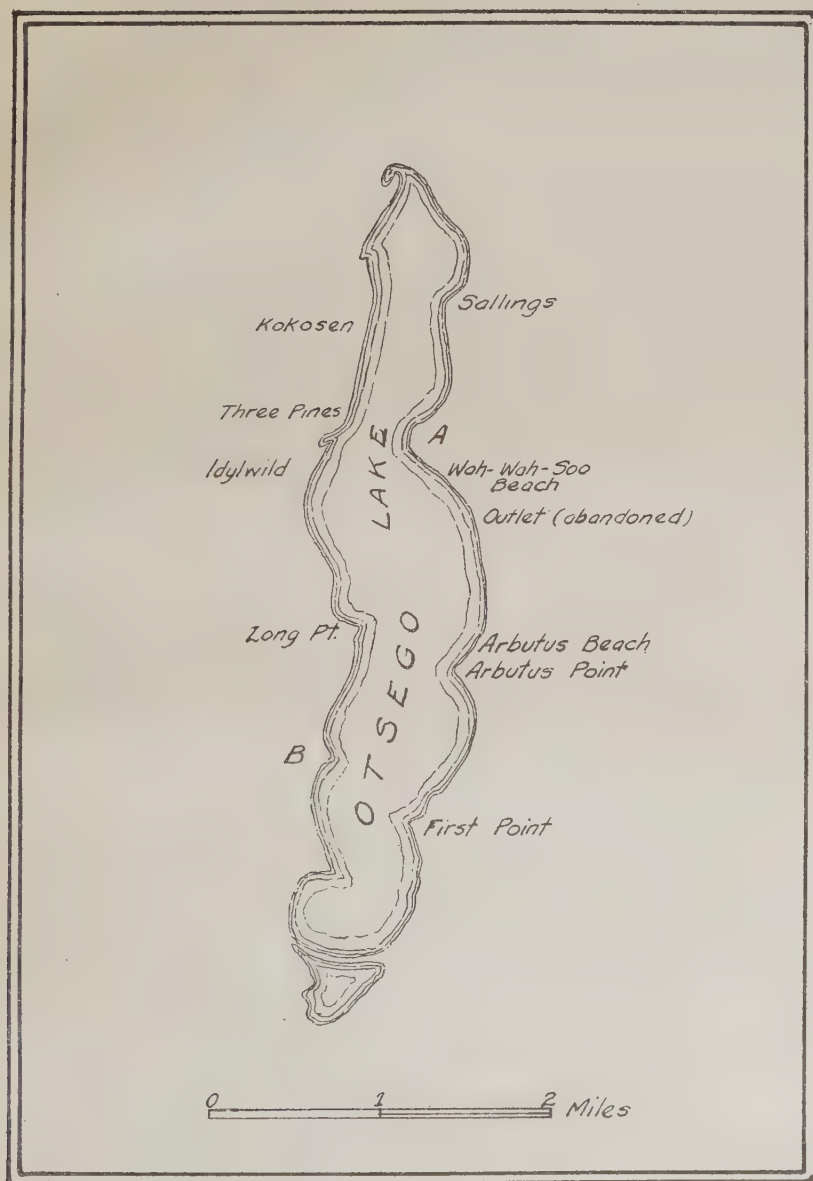 Sallings
Kokosen
Three Pines
A
Idylwild
Wah-Wah-Soo
Beach
Outlet (abandoned)
Long Pt.
Arbutus Beach
Arbutus Point
B
LAKE OTSEGO
First Point
0 1 2 Miles